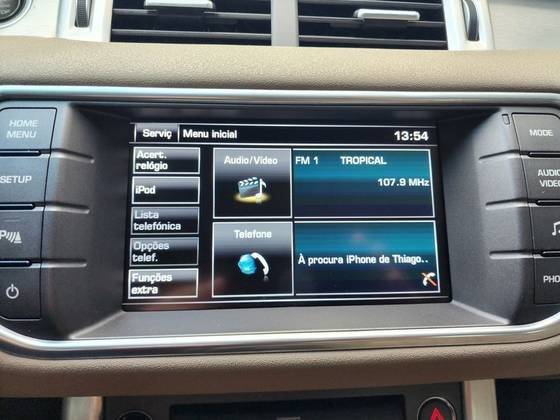 HOME
MENU
SETUP
Serviç
Menu inicial
13:54
Acert.
relógio
iPod
Lista
telefónica
Opções
telef.
Funções
extra
Audio/Vídeo
Telefone
FM 1 TROPICAL
107.9 MHz
À procura iPhone de Thiago..
MODE
AUDIO
VIDEO
PHO